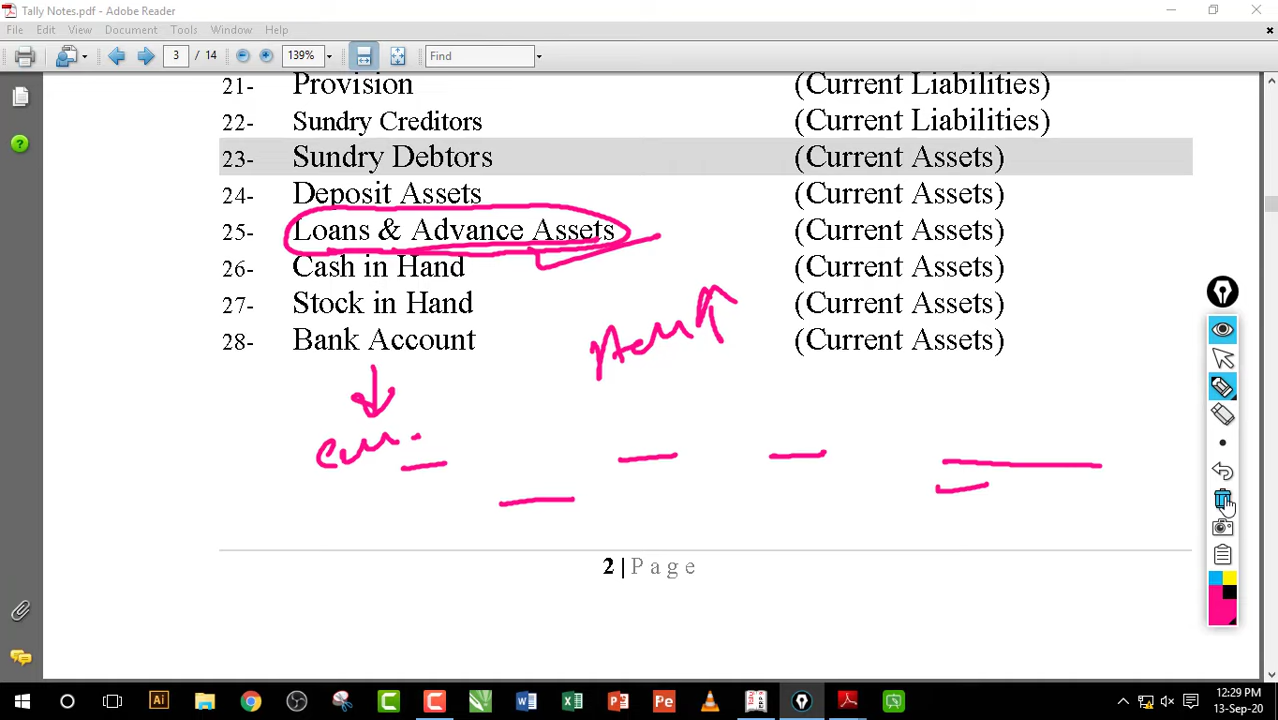 Tally Notes.pdf - Adobe Reader
File Edit View Document Tools Window Help
3 / 14 139% Find
21- Provision (Current Liabilities)
22- Sundry Creditors (Current Liabilities)
23- Sundry Debtors (Current Assets)
24- Deposit Assets (Current Assets)
25- Loans & Advance Assets (Current Assets)
26- Cash in Hand (Current Assets)
27- Stock in Hand (Current Assets)
28- Bank Account (Current Assets)
2 | P a g e
12:29 PM
13-Sep-20